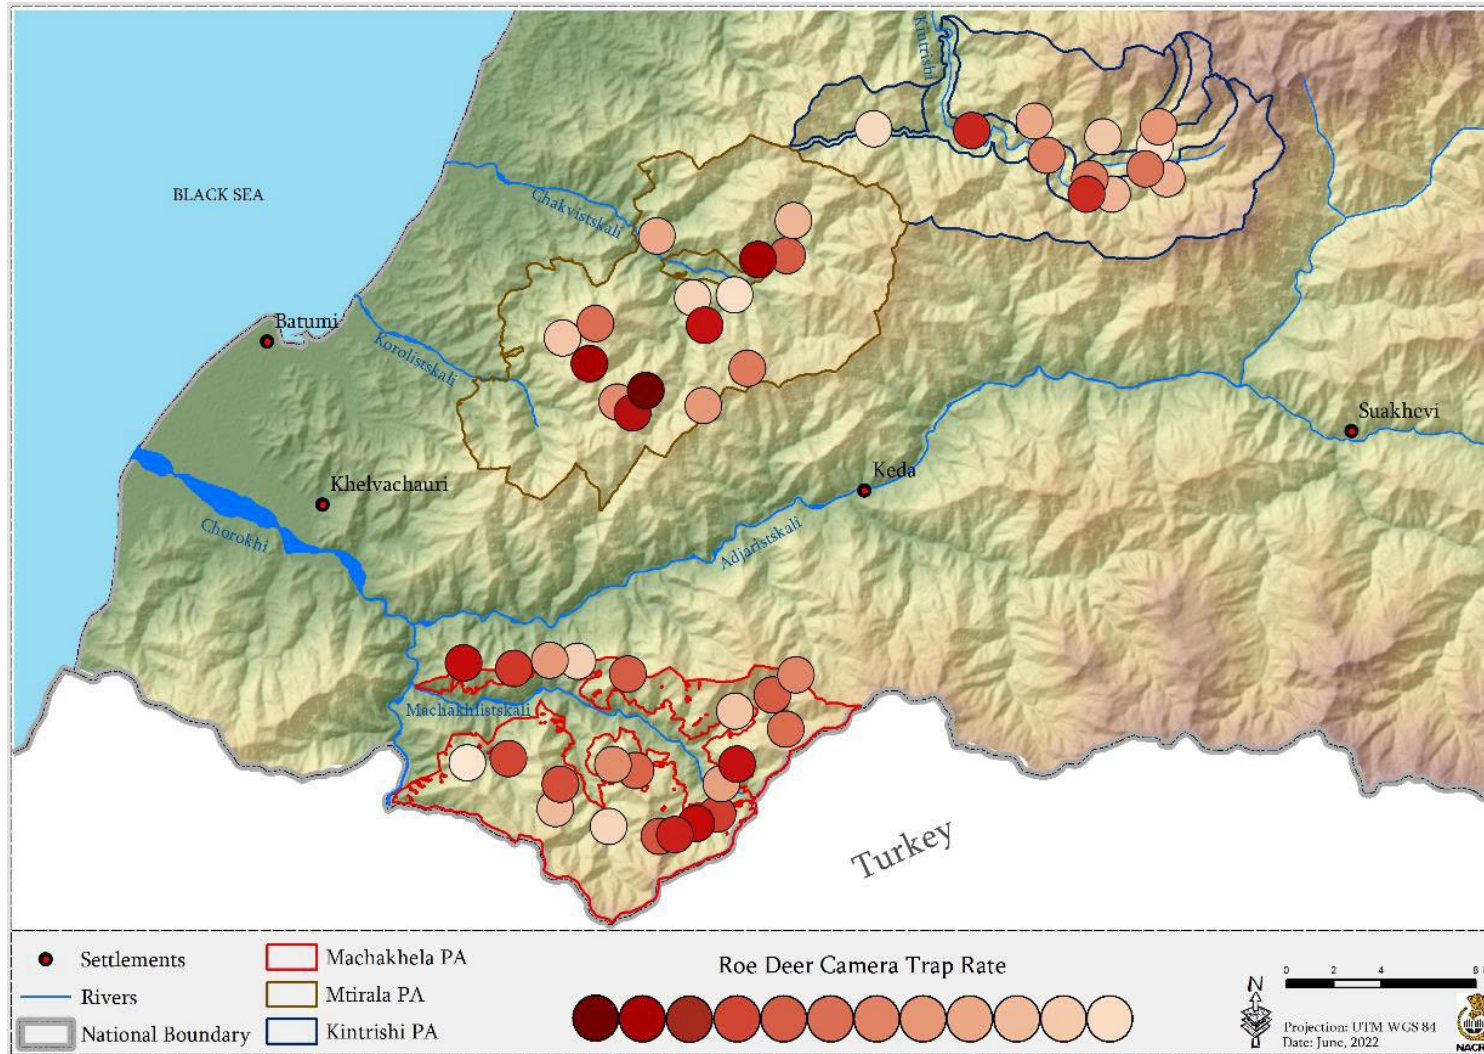 Kintrishi
BLACK SEA
Chakvistskali
Batumi
Korolistskali
Suakhevi
Keda
Khelvachauri
Chorokhi
Adjaristskali
Machakhlistskali
Turkey
Settlements
Rivers
National Boundary
Machakhela PA
Mtirala PA
Kintrishi PA
Roe Deer Camera Trap Rate
N
0 2 4 8
Projection: UTM WGS 84
Date: June, 2022